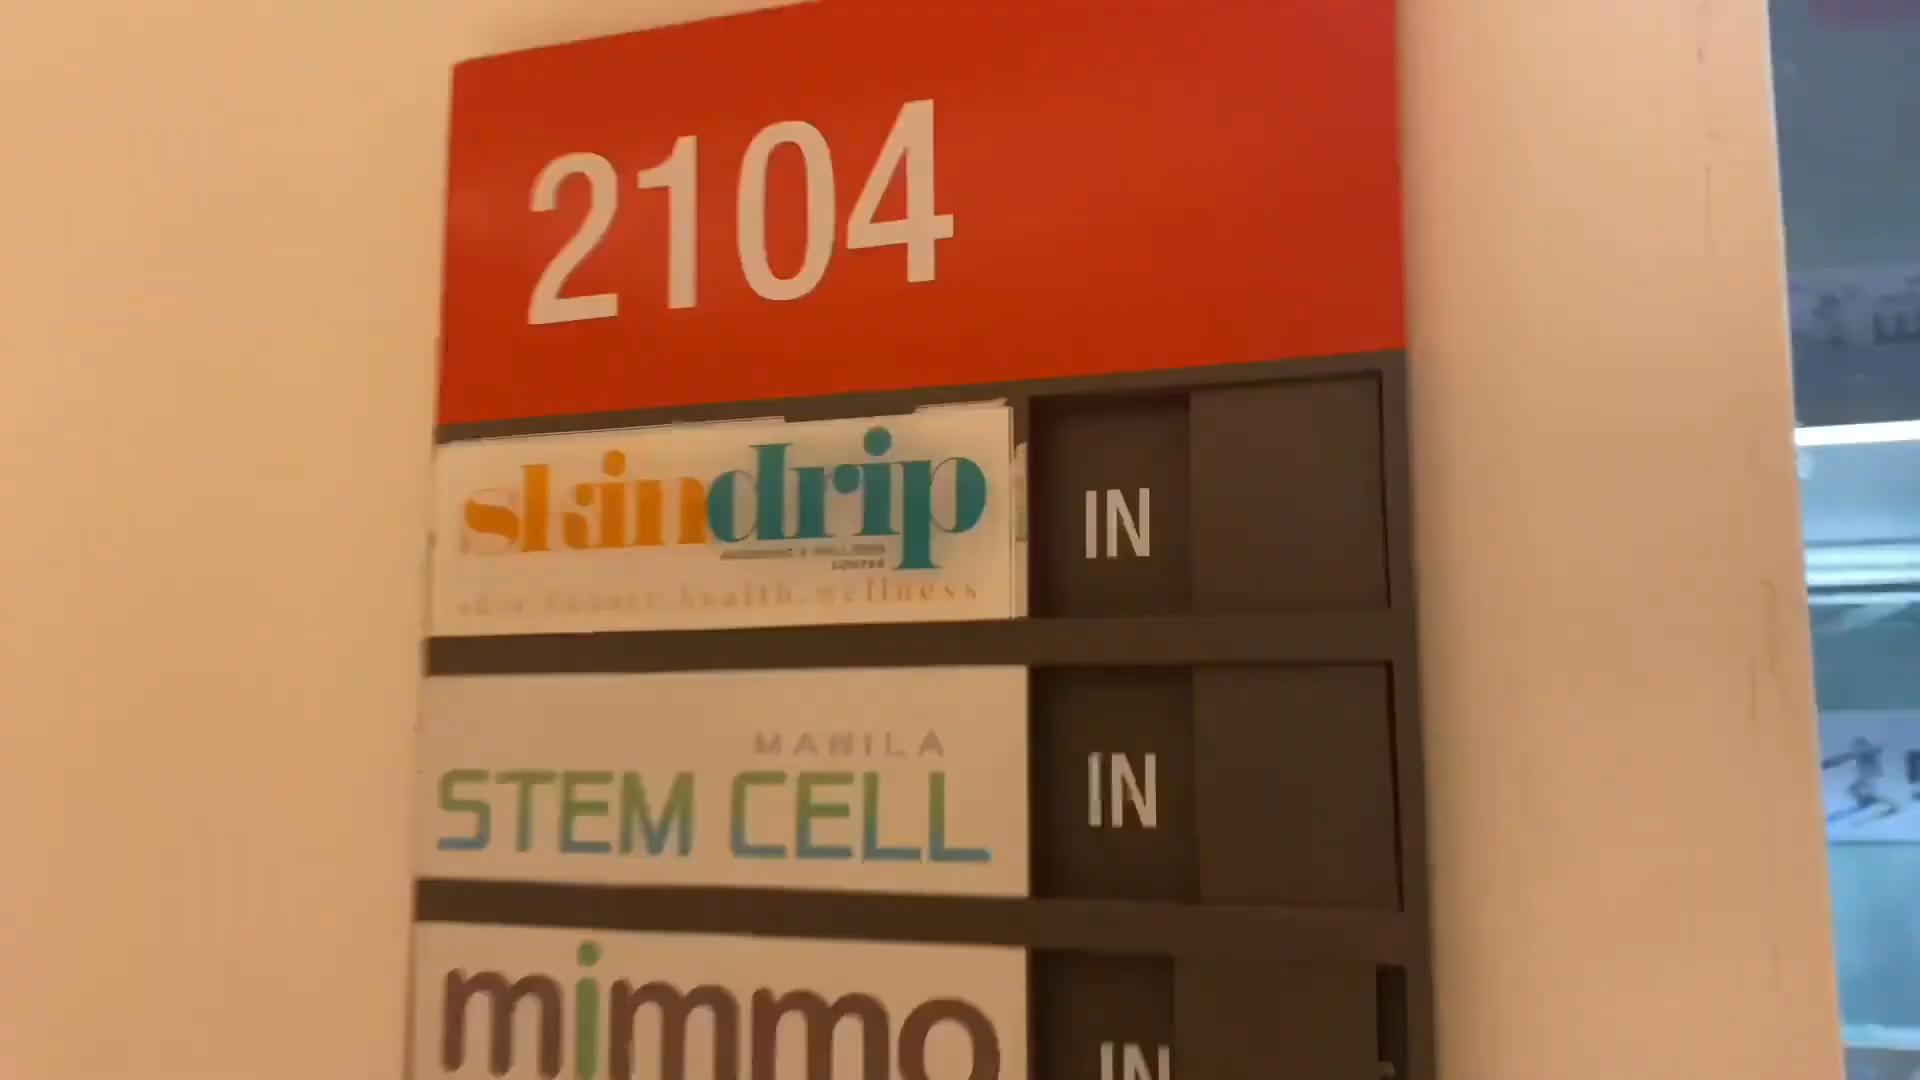 2104
skindrip
IN
MANILA
STEM CELL
IN
mimmo
IN